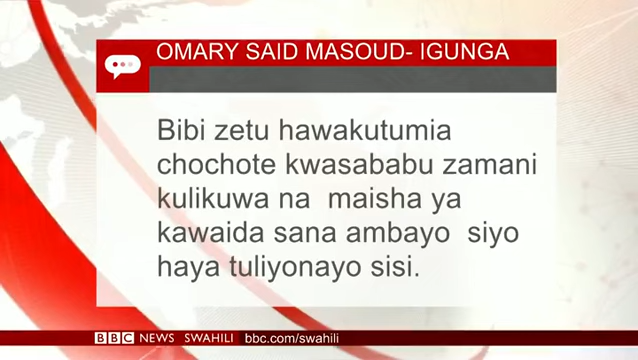 OMARY SAID MASOUD- IGUNGA
Bibi zetu hawakutumia
chochote kwasababu zamani
kulikuwa na maisha ya
kawaida sana ambayo siyo
haya tuliyonayo sisi.
BBC NEWS SWAHILI bbc.com/swahili